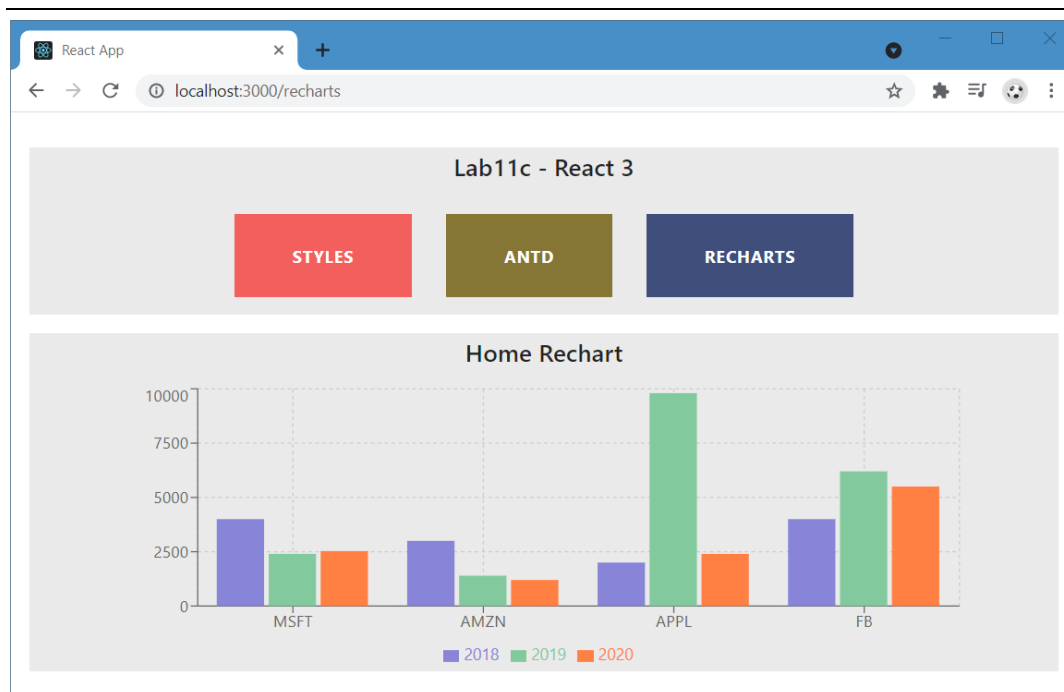 React App
localhost:3000/recharts
Lab11c - React 3
STYLES ANTD RECHARTS
Home Rechart
10000
7500
5000
2500
0
MSFT AMZN APPL FB
2018 2019 2020